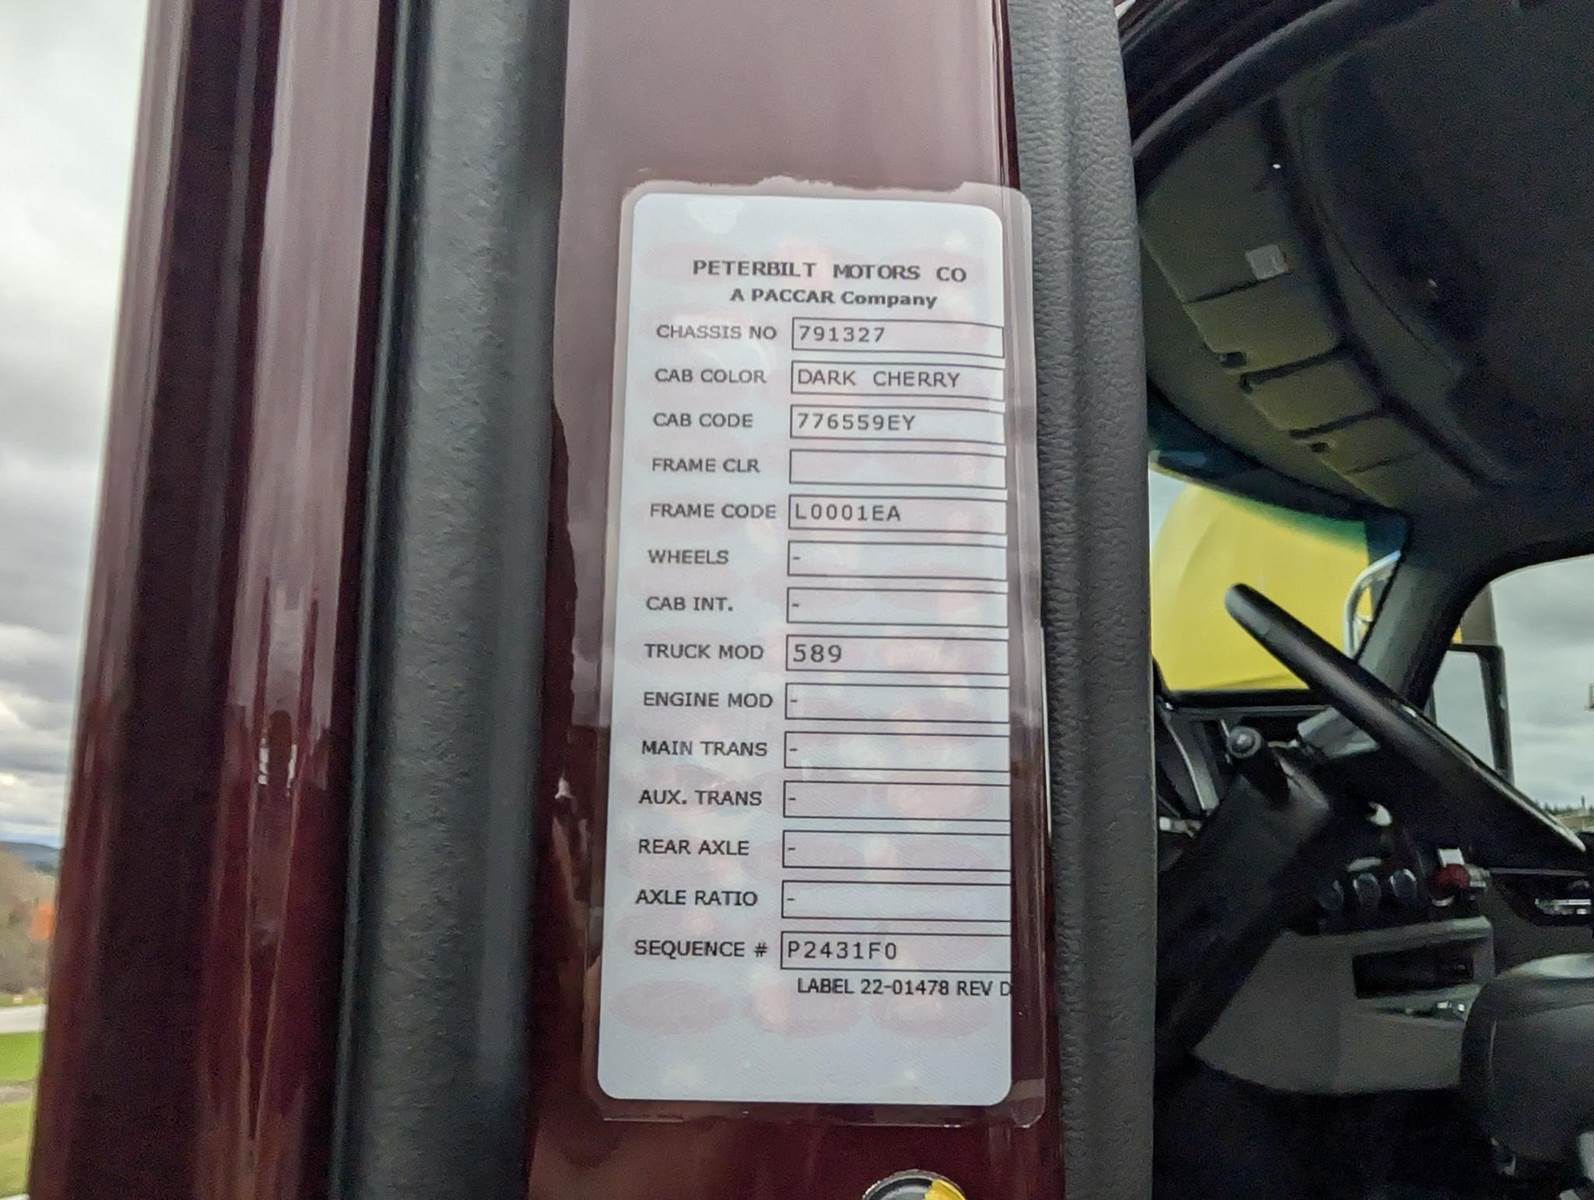 PETERBILT MOTORS CO
A PACCAR Company
CHASSIS NO 791327
CAB COLOR DARK CHERRY
CAB CODE 776559EY
FRAME CLR
FRAME CODE L0001EA
WHEELS -
CAB INT. -
TRUCK MOD 589
ENGINE MOD -
MAIN TRANS -
AUX. TRANS -
REAR AXLE -
AXLE RATIO -
SEQUENCE # P2431F0
LABEL 22-01478 REV D